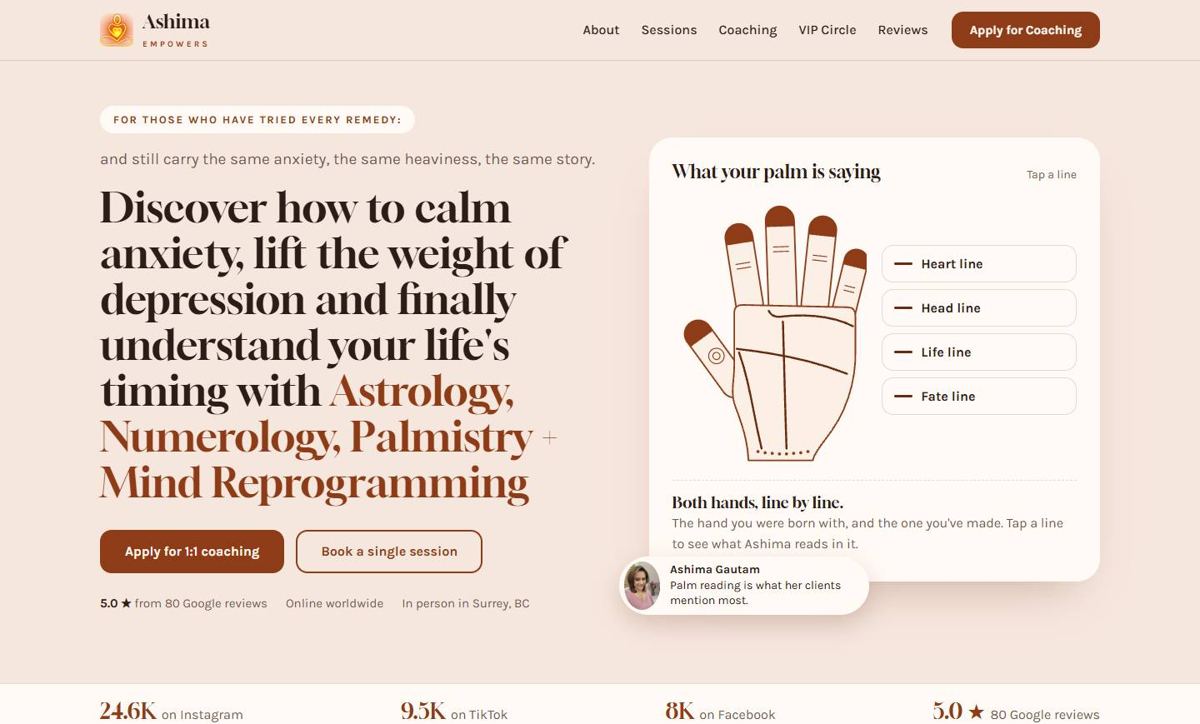 Ashima
EMPOWERS
About
Sessions
Coaching
VIP Circle
Reviews
Apply for Coaching
FOR THOSE WHO HAVE TRIED EVERY REMEDY:
and still carry the same anxiety, the same heaviness, the same story.
Discover how to calm
anxiety, lift the weight of
depression and finally
understand your life's
timing with Astrology,
Numerology, Palmistry +
Mind Reprogramming
Apply for 1:1 coaching
Book a single session
5.0 ★ from 80 Google reviews
Online worldwide
In person in Surrey, BC
What your palm is saying
Tap a line
Heart line
Head line
Life line
Fate line
Both hands, line by line.
The hand you were born with, and the one you've made. Tap a line
to see what Ashima reads in it.
Ashima Gautam
Palm reading is what her clients
mention most.
24.6K on Instagram
9.5K on TikTok
8K on Facebook
5.0 ★ 80 Google reviews